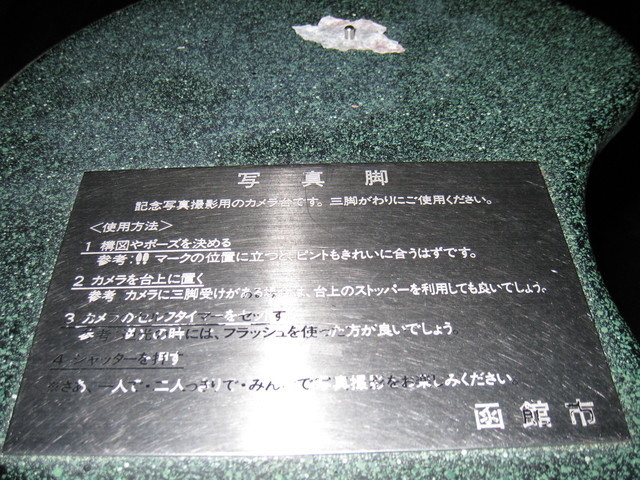 写真脚
記念写真撮影用のカメラ台です。三脚がわりにご使用ください。
<使用方法>
1 構図やポーズを決める
参考: マークの位置に立つと、ピントもきれいに合うはずです。
2 カメラを台上に置く
参考 カメラに三脚受けがある場合は、台上のストッパーを利用しても良いでしょう。
3 カメラのセルフタイマーをセットす
参考 時には、フラッシュを使った方が良いでしょう
4 シャッターを押す
さあ、一人で・二人っきりで・みんなで写真撮影をお楽しみください
函館市